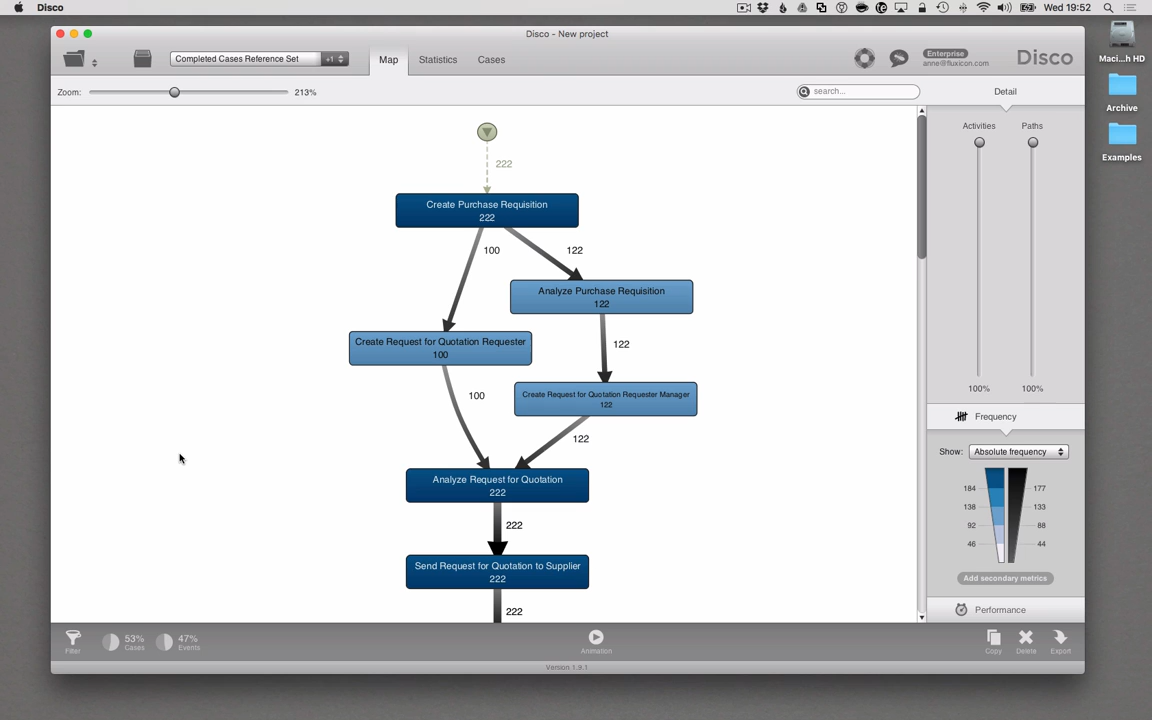 Disco
Wed 19:52
Disco - New project
Completed Cases Reference Set
+1
Map
Statistics
Cases
Enterprise
anne@fluxicon.com
Disco
Maci...h HD
Archive
Examples
Zoom:
213%
search...
Detail
Activities
Paths
100%
100%
222
Create Purchase Requisition
222
100
122
Analyze Purchase Requisition
122
Create Request for Quotation Requester
100
122
Create Request for Quotation Requester Manager
122
100
122
Analyze Request for Quotation
222
222
Send Request for Quotation to Supplier
222
222
Frequency
Show:
Absolute frequency
184
177
138
133
92
88
46
44
Add secondary metrics
Performance
Filter
53%
Cases
47%
Events
Animation
Copy
Delete
Export
Version 1.9.1